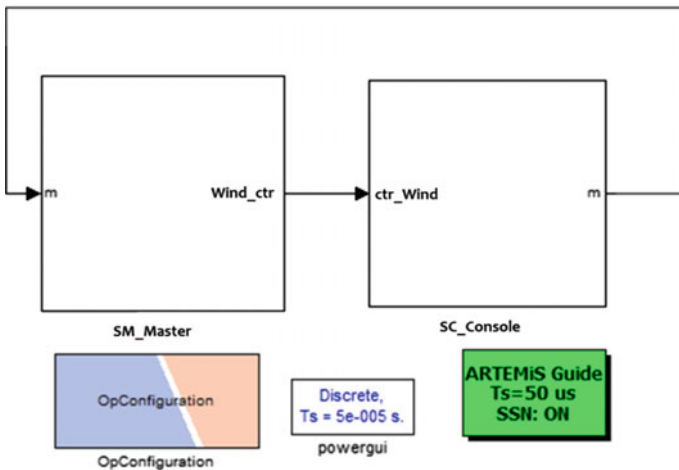 m
Wind_ctr
ctr_Wind
m
SM_Master
SC_Console
OpConfiguration
OpConfiguration
Discrete,
Ts = 5e-005 s.
powergui
ARTEMiS Guide
Ts=50 us
SSN: ON